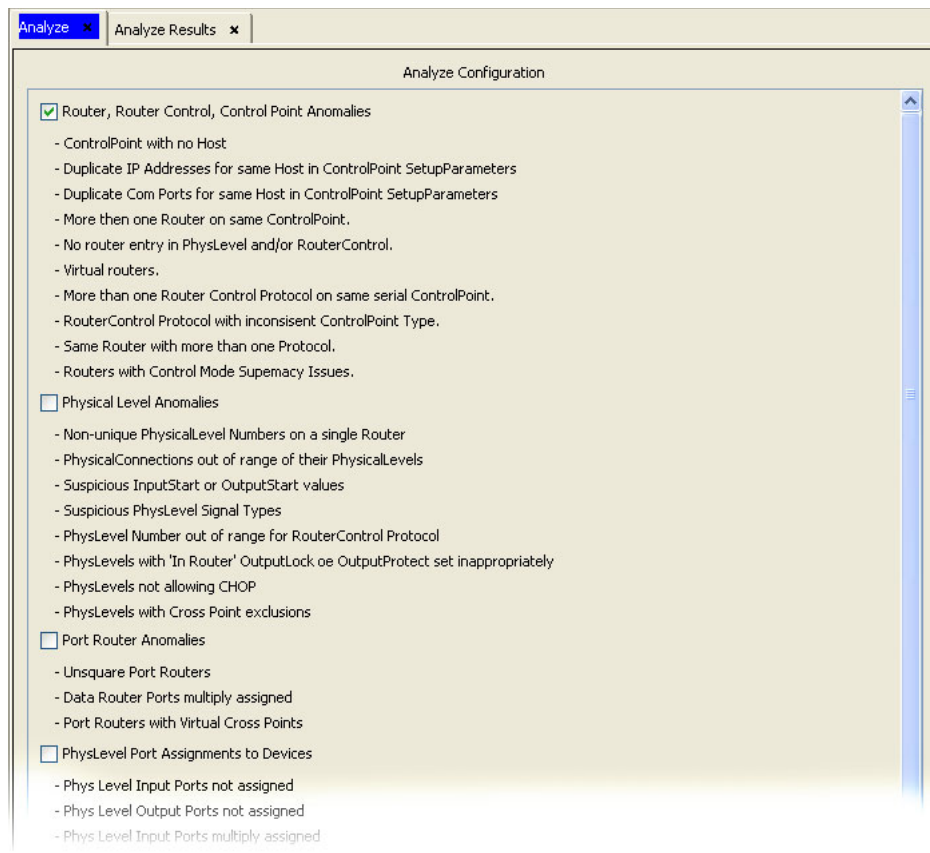 Analyze × Analyze Results ×
Analyze Configuration
Router, Router Control, Control Point Anomalies
- ControlPoint with no Host
- Duplicate IP Addresses for same Host in ControlPoint SetupParameters
- Duplicate Com Ports for same Host in ControlPoint SetupParameters
- More then one Router on same ControlPoint.
- No router entry in PhysLevel and/or RouterControl.
- Virtual routers.
- More than one Router Control Protocol on same serial ControlPoint.
- RouterControl Protocol with inconsisent ControlPoint Type.
- Same Router with more than one Protocol.
- Routers with Control Mode Supemacy Issues.
Physical Level Anomalies
- Non-unique PhysicalLevel Numbers on a single Router
- PhysicalConnections out of range of their PhysicalLevels
- Suspicious InputStart or OutputStart values
- Suspicious PhysLevel Signal Types
- PhysLevel Number out of range for RouterControl Protocol
- PhysLevels with 'In Router' OutputLock oe OutputProtect set inappropriately
- PhysLevels not allowing CHOP
- PhysLevels with Cross Point exclusions
Port Router Anomalies
- Unsquare Port Routers
- Data Router Ports multiply assigned
- Port Routers with Virtual Cross Points
PhysLevel Port Assignments to Devices
- Phys Level Input Ports not assigned
- Phys Level Output Ports not assigned
- Phys Level Input Ports multiply assigned